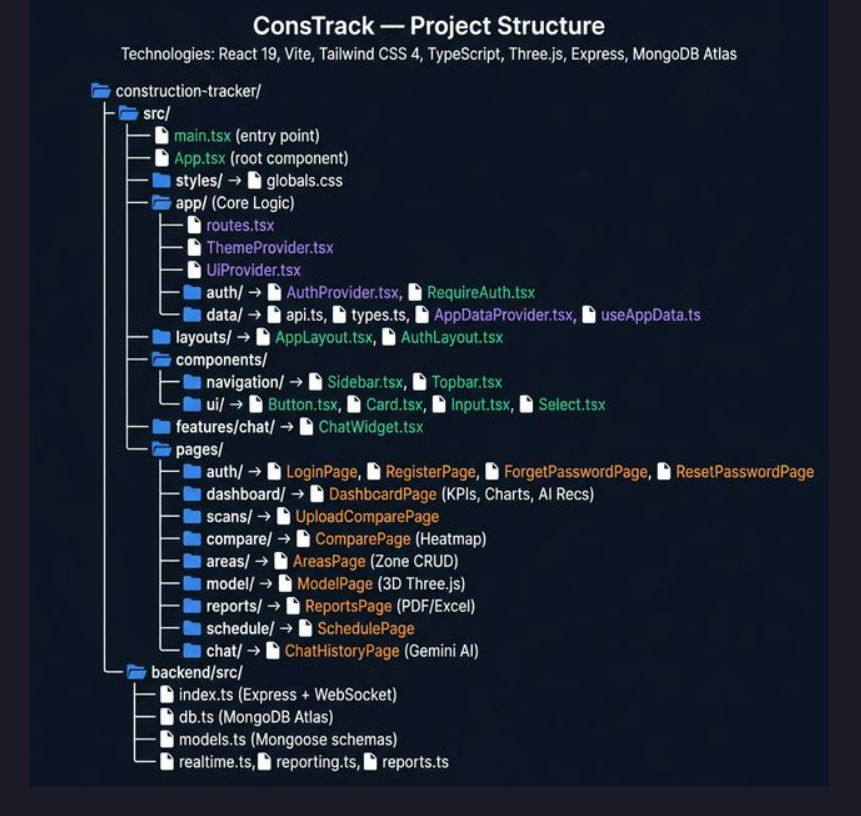 ConsTrack — Project Structure
Technologies: React 19, Vite, Tailwind CSS 4, TypeScript, Three.js, Express, MongoDB Atlas
construction-tracker/
src/
main.tsx (entry point)
App.tsx (root component)
styles/ → globals.css
app/ (Core Logic)
routes.tsx
ThemeProvider.tsx
UiProvider.tsx
auth/ → AuthProvider.tsx, RequireAuth.tsx
data/ → api.ts, types.ts, AppDataProvider.tsx, useAppData.ts
layouts/ → AppLayout.tsx, AuthLayout.tsx
components/
navigation/ → Sidebar.tsx, Topbar.tsx
ui/ → Button.tsx, Card.tsx, Input.tsx, Select.tsx
features/chat/ → ChatWidget.tsx
pages/
auth/ → LoginPage, RegisterPage, ForgetPasswordPage, ResetPasswordPage
dashboard/ → DashboardPage (KPIs, Charts, AI Recs)
scans/ → UploadComparePage
compare/ → ComparePage (Heatmap)
areas/ → AreasPage (Zone CRUD)
model/ → ModelPage (3D Three.js)
reports/ → ReportsPage (PDF/Excel)
schedule/ → SchedulePage
chat/ → ChatHistoryPage (Gemini AI)
backend/src/
index.ts (Express + WebSocket)
db.ts (MongoDB Atlas)
models.ts (Mongoose schemas)
realtime.ts, reporting.ts, reports.ts